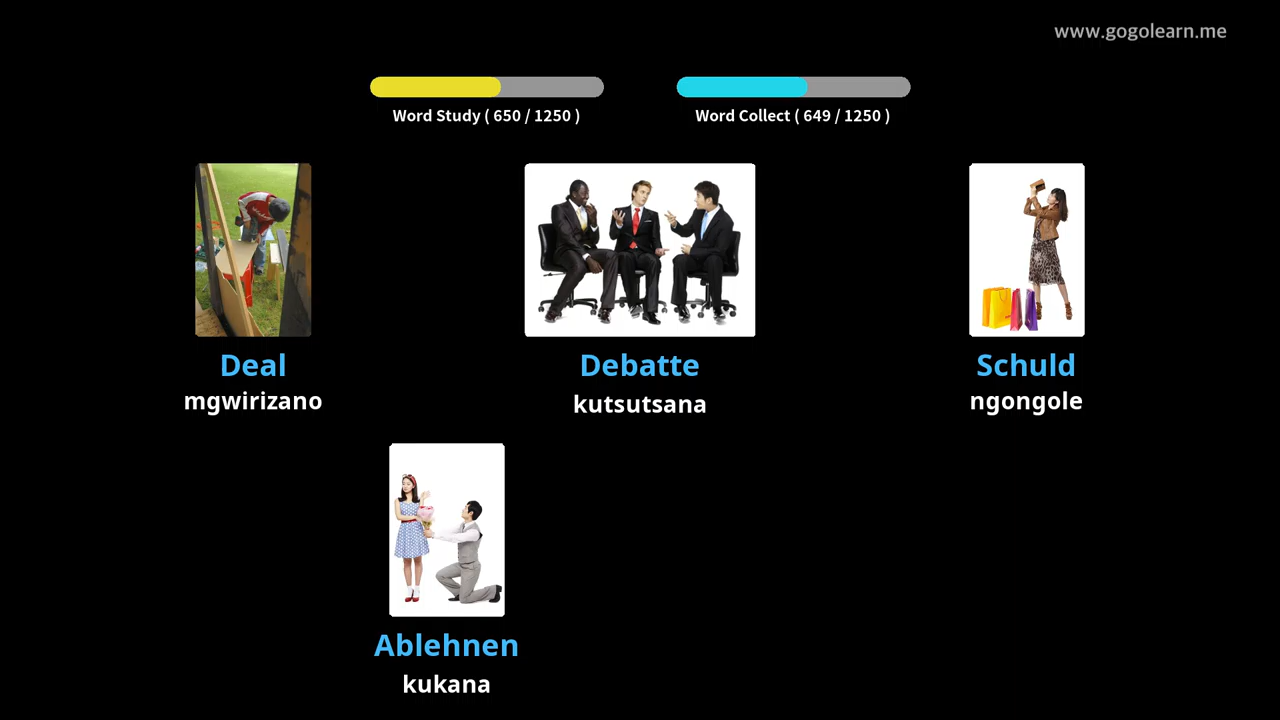 www.gogolearn.me
Word Study ( 650 / 1250 )
Word Collect ( 649 / 1250 )
Deal
mgwirizano
Debatte
kutsutsana
Schuld
ngongole
Ablehnen
kukana